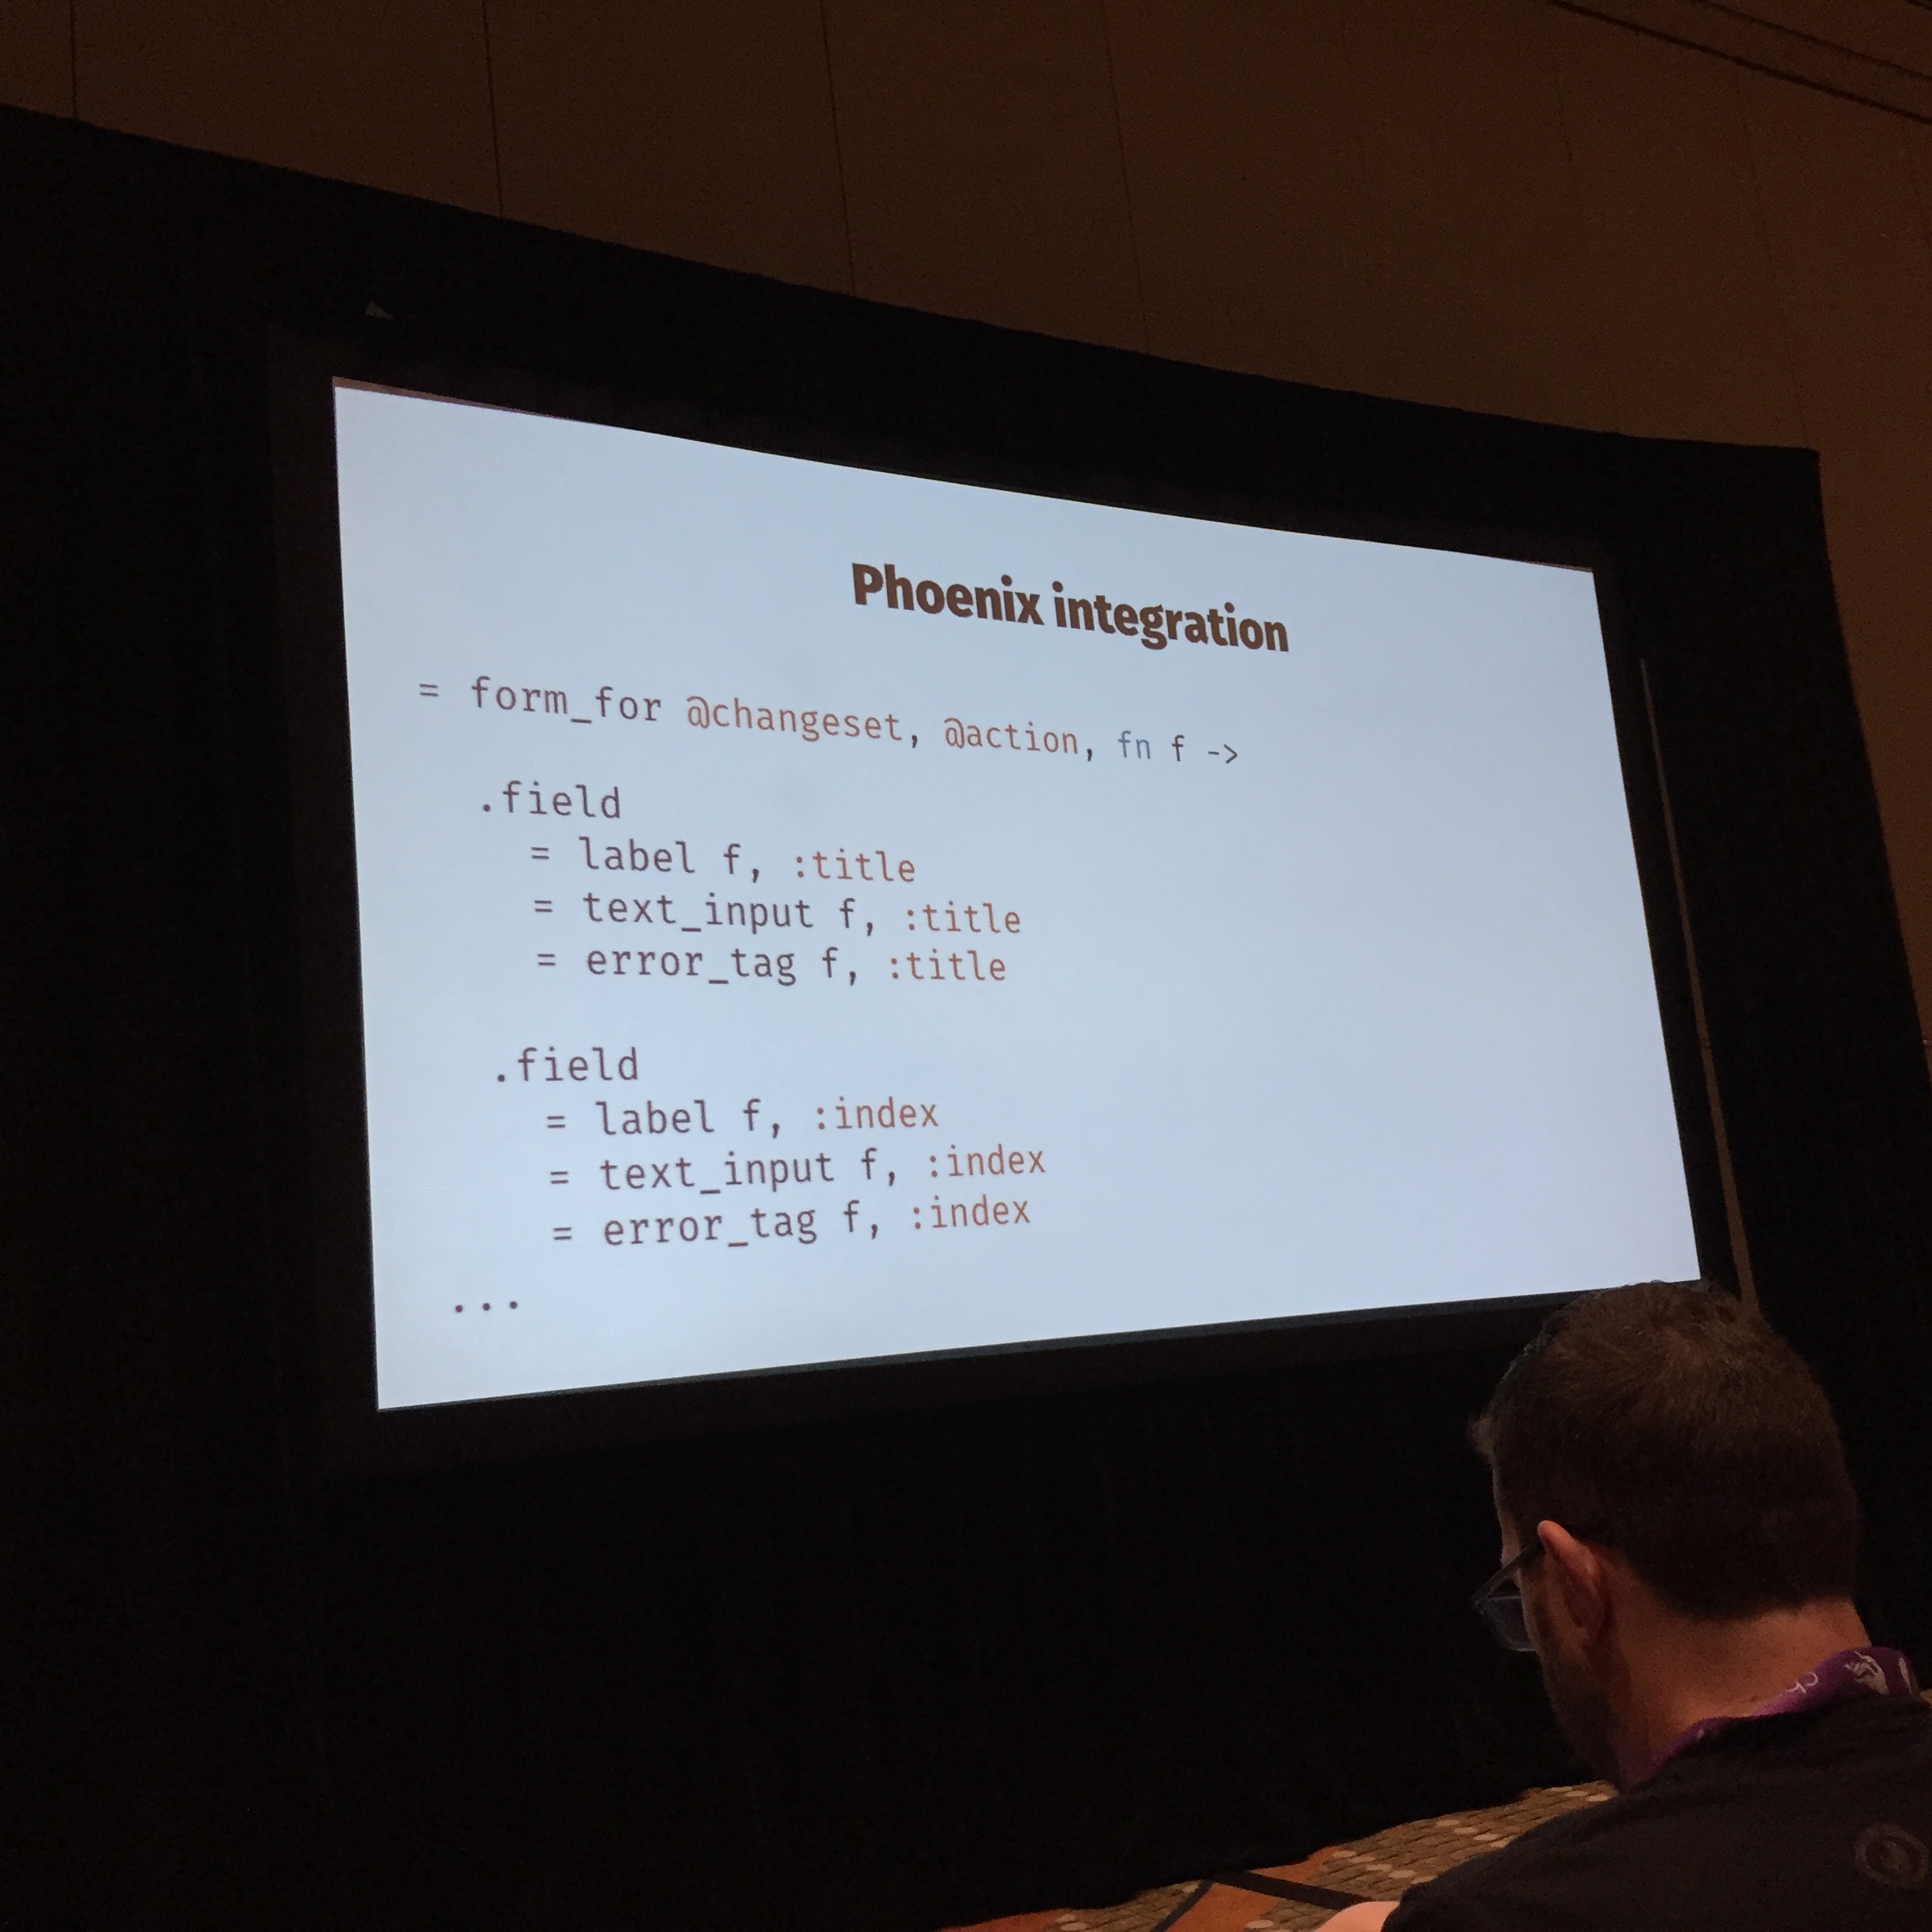 Phoenix integration
= form_for @changeset, @action, fn f ->
.field
= label f, :title
= text_input f, :title
= error_tag f, :title
.field
= label f, :index
= text_input f, :index
= error_tag f, :index
...